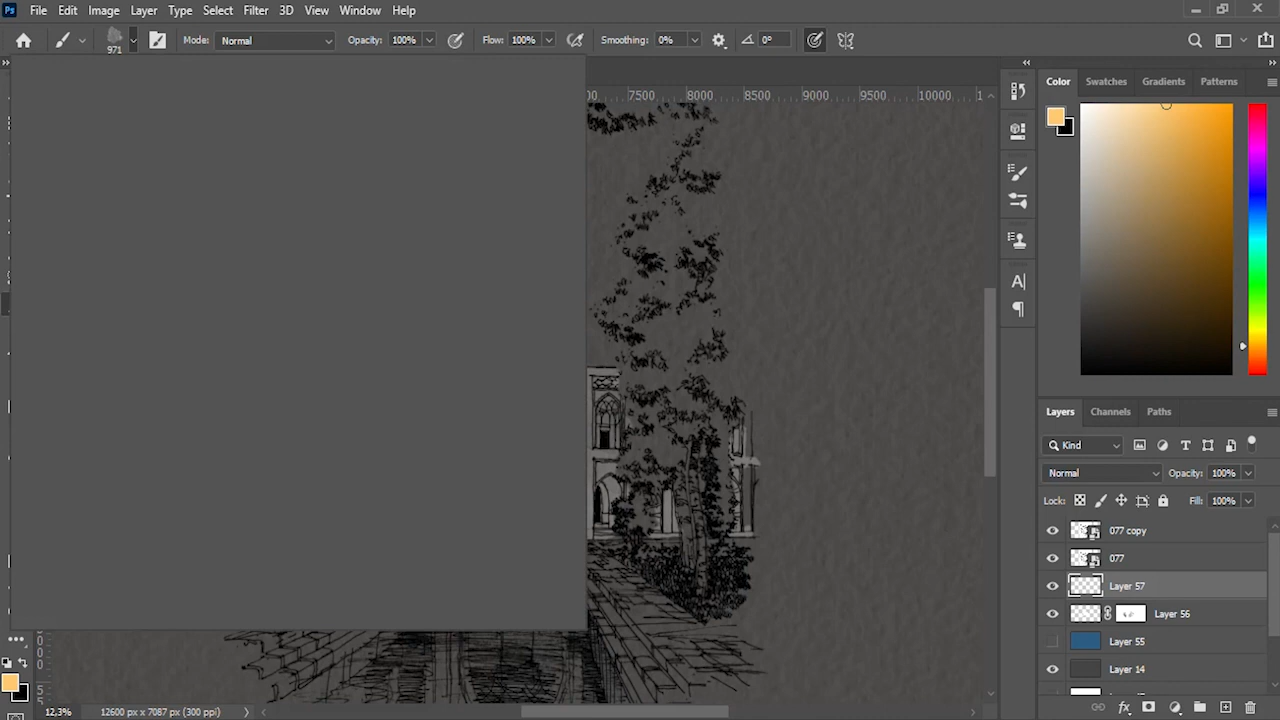 Ps File Edit Image Layer Type Select Filter 3D View Window Help
971 Mode: Normal Opacity: 100% Flow: 100% Smoothing: 0% 0°
7500 8000 8500 9000 9500 10000
Color Swatches Gradients Patterns
Layers Channels Paths
Kind
Normal Opacity: 100%
Lock: Fill: 100%
077 copy
077
Layer 57
Layer 56
Layer 55
Layer 14
12.3% 12600 px x 7087 px (300 ppi)